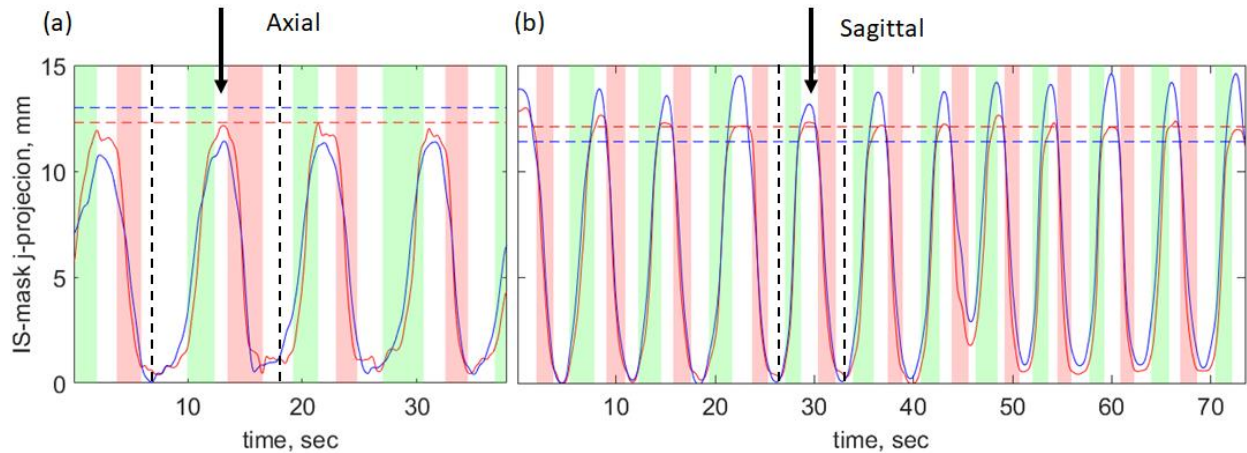 (a) Axial (b) Sagittal
IS-mask j-projecion, mm
15
10
5
0
10 20 30
time, sec
0 10 20 30 40 50 60 70
time, sec